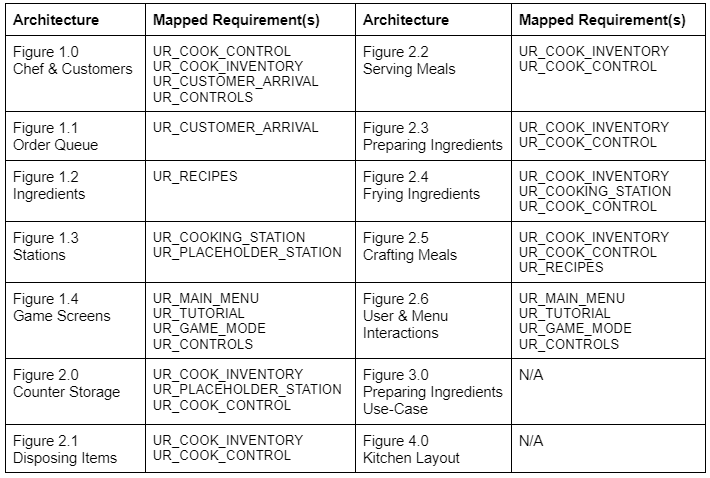 Architecture Mapped Requirement(s) Architecture Mapped Requirement(s)
Figure 1.0
Chef & Customers
UR_COOK_CONTROL
UR_COOK_INVENTORY
UR_CUSTOMER_ARRIVAL
UR_CONTROLS
Figure 2.2
Serving Meals
UR_COOK_INVENTORY
UR_COOK_CONTROL
Figure 1.1
Order Queue
UR_CUSTOMER_ARRIVAL
Figure 2.3
Preparing Ingredients
UR_COOK_INVENTORY
UR_COOK_CONTROL
Figure 1.2
Ingredients
UR_RECIPES
Figure 2.4
Frying Ingredients
UR_COOK_INVENTORY
UR_COOKING_STATION
UR_COOK_CONTROL
Figure 1.3
Stations
UR_COOKING_STATION
UR_PLACEHOLDER_STATION
Figure 2.5
Crafting Meals
UR_COOK_INVENTORY
UR_COOK_CONTROL
UR_RECIPES
Figure 1.4
Game Screens
UR_MAIN_MENU
UR_TUTORIAL
UR_GAME_MODE
UR_CONTROLS
Figure 2.6
User & Menu
Interactions
UR_MAIN_MENU
UR_TUTORIAL
UR_GAME_MODE
UR_CONTROLS
Figure 2.0
Counter Storage
UR_COOK_INVENTORY
UR_PLACEHOLDER_STATION
UR_COOK_CONTROL
Figure 3.0
Preparing Ingredients
Use-Case
N/A
Figure 2.1
Disposing Items
UR_COOK_INVENTORY
UR_COOK_CONTROL
Figure 4.0
Kitchen Layout
N/A